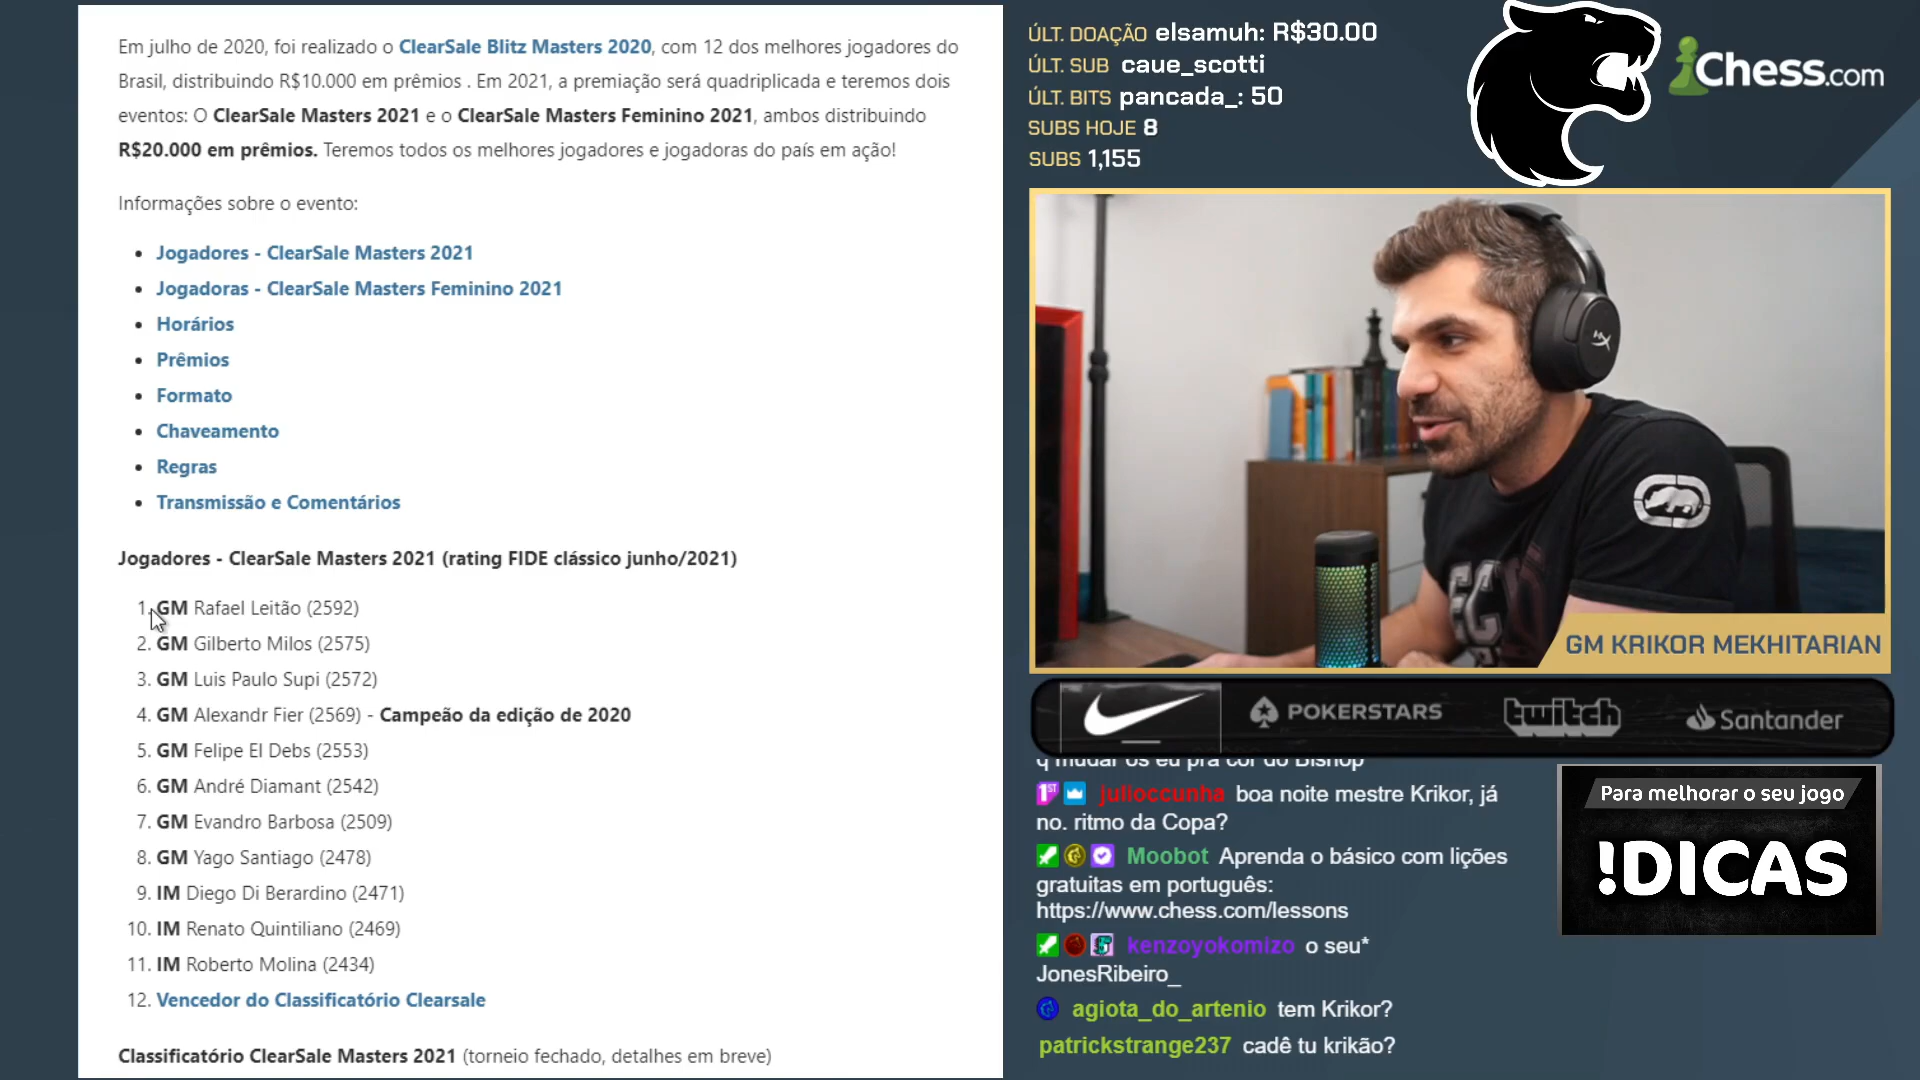 Em julho de 2020, foi realizado o ClearSale Blitz Masters 2020, com 12 dos melhores jogadores do
Brasil, distribuindo R$10.000 em prêmios . Em 2021, a premiação será quadriplicada e teremos dois
eventos: O ClearSale Masters 2021 e o ClearSale Masters Feminino 2021, ambos distribuindo
R$20.000 em prêmios. Teremos todos os melhores jogadores e jogadoras do país em ação!
Informações sobre o evento:
• Jogadores - ClearSale Masters 2021
• Jogadoras - ClearSale Masters Feminino 2021
• Horários
• Prêmios
• Formato
• Chaveamento
• Regras
• Transmissão e Comentários
Jogadores - ClearSale Masters 2021 (rating FIDE clássico junho/2021)
1. GM Rafael Leitão (2592)
2. GM Gilberto Milos (2575)
3. GM Luis Paulo Supi (2572)
4. GM Alexandr Fier (2569) - Campeão da edição de 2020
5. GM Felipe El Debs (2553)
6. GM André Diamant (2542)
7. GM Evandro Barbosa (2509)
8. GM Yago Santiago (2478)
9. IM Diego Di Berardino (2471)
10. IM Renato Quintiliano (2469)
11. IM Roberto Molina (2434)
12. Vencedor do Classificatório Clearsale
Classificatório ClearSale Masters 2021 (torneio fechado, detalhes em breve)
ÚLT. DOAÇÃO elsamuh: R$30.00
ÚLT. SUB caue_scotti
ÚLT. BITS pancada_: 50
SUBS HOJE 8
SUBS 1,155
Chess.com
GM KRIKOR MEKHITARIAN
POKERSTARS twitch Santander
q mudar os eu pra cor do Bishop
1ST julioccunha boa noite mestre Krikor, já
no. ritmo da Copa?
Moobot Aprenda o básico com lições
gratuitas em português:
https://www.chess.com/lessons
kenzoyokomizo o seu*
JonesRibeiro_
agiota_do_artenio tem Krikor?
patrickstrange237 cadê tu krikão?
Para melhorar o seu jogo
!DICAS